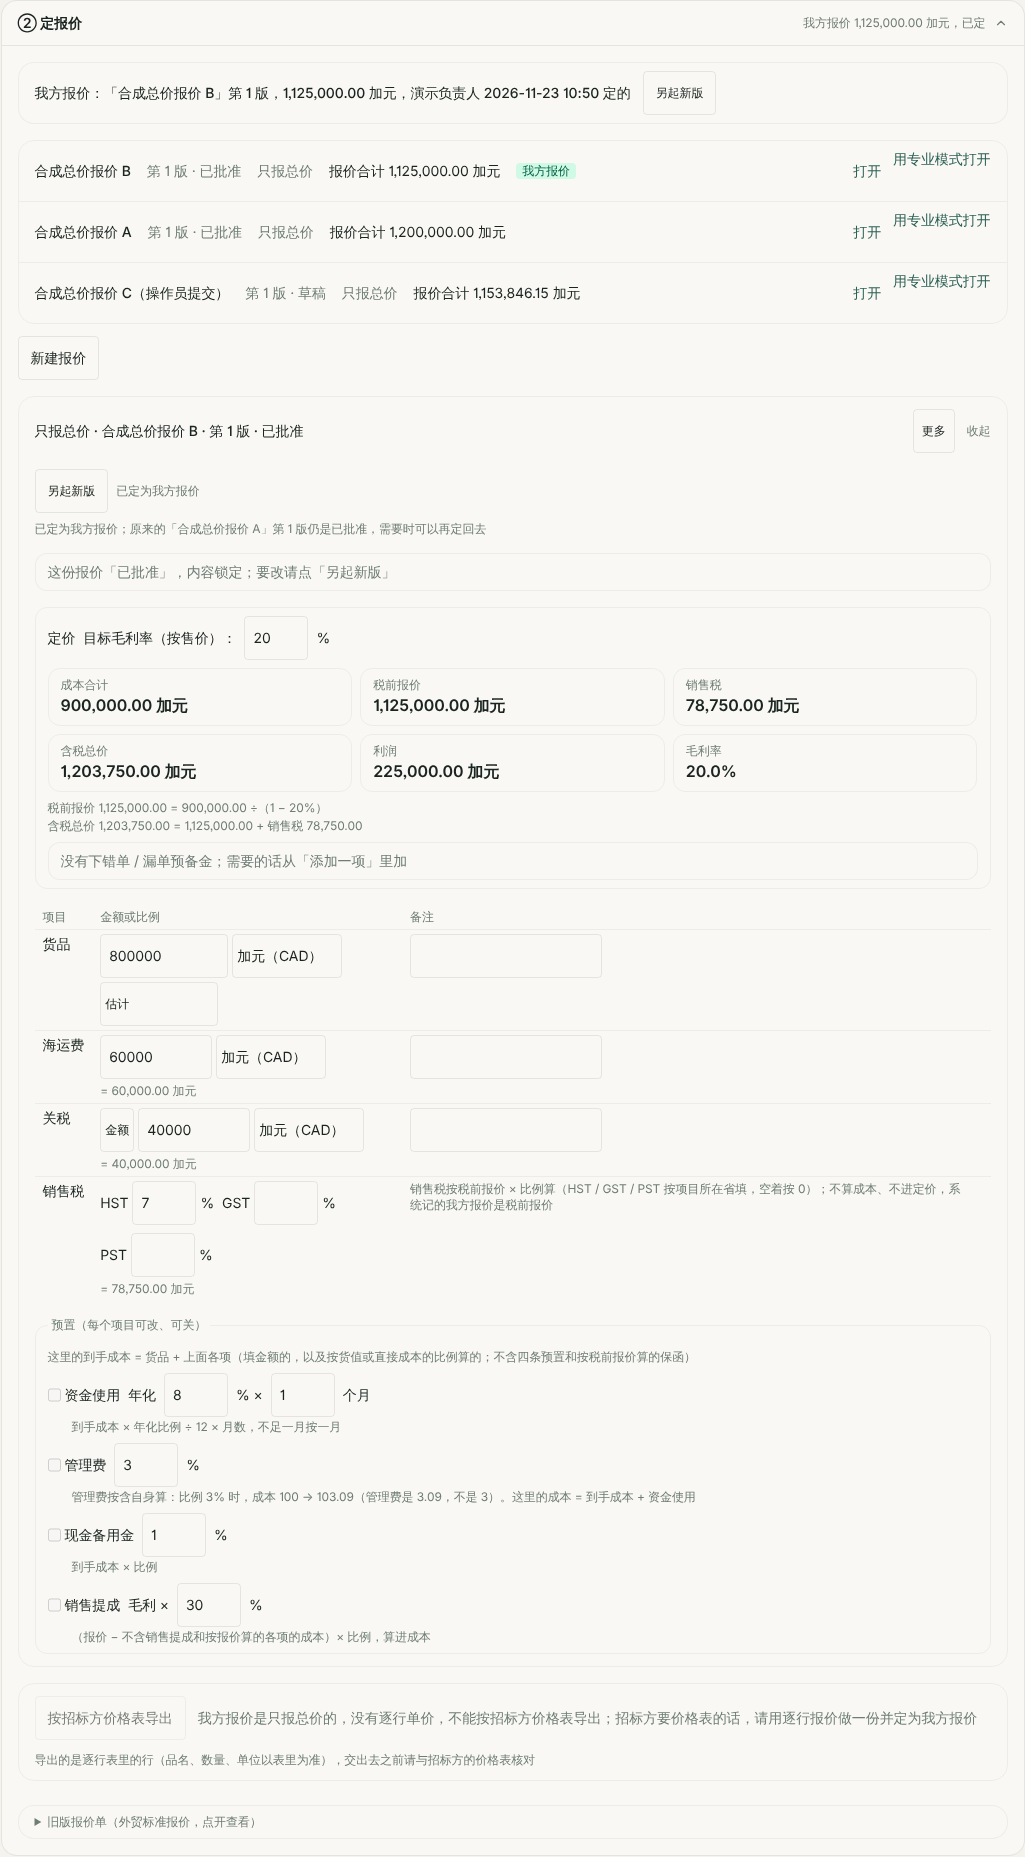 ② 定报价
我方报价 1,125,000.00 加元，已定
我方报价：「合成总价报价 B」第 1 版，1,125,000.00 加元，演示负责人 2026-11-23 10:50 定的 另起新版
合成总价报价 B 第 1 版 · 已批准 只报总价 报价合计 1,125,000.00 加元 我方报价 打开 用专业模式打开
合成总价报价 A 第 1 版 · 已批准 只报总价 报价合计 1,200,000.00 加元 打开 用专业模式打开
合成总价报价 C（操作员提交） 第 1 版 · 草稿 只报总价 报价合计 1,153,846.15 加元 打开 用专业模式打开
新建报价
只报总价 · 合成总价报价 B · 第 1 版 · 已批准 更多 收起
另起新版 已定为我方报价
已定为我方报价；原来的「合成总价报价 A」第 1 版仍是已批准，需要时可以再定回去
这份报价「已批准」，内容锁定；要改请点「另起新版」
定价 目标毛利率（按售价）： 20 %
成本合计 税前报价 销售税
900,000.00 加元 1,125,000.00 加元 78,750.00 加元
含税总价 利润 毛利率
1,203,750.00 加元 225,000.00 加元 20.0%
税前报价 1,125,000.00 = 900,000.00 ÷（1 − 20%）
含税总价 1,203,750.00 = 1,125,000.00 + 销售税 78,750.00
没有下错单 / 漏单预备金；需要的话从「添加一项」里加
项目 金额或比例 备注
货品 800000 加元（CAD）
估计
海运费 60000 加元（CAD）
= 60,000.00 加元
关税 金额 40000 加元（CAD）
= 40,000.00 加元
销售税 HST 7 % GST %
PST %
= 78,750.00 加元
销售税按税前报价 × 比例算（HST / GST / PST 按项目所在省填，空着按 0）；不算成本、不进定价，系
统记的我方报价是税前报价
预置（每个项目可改、可关）
这里的到手成本 = 货品 + 上面各项（填金额的，以及按货值或直接成本的比例算的；不含四条预置和按税前报价算的保函）
资金使用 年化 8 % × 1 个月
到手成本 × 年化比例 ÷ 12 × 月数，不足一月按一月
管理费 3 %
管理费按含自身算：比例 3% 时，成本 100 → 103.09（管理费是 3.09，不是 3）。这里的成本 = 到手成本 + 资金使用
现金备用金 1 %
到手成本 × 比例
销售提成 毛利 × 30 %
（报价 − 不含销售提成和按报价算的各项的成本）× 比例，算进成本
按招标方价格表导出 我方报价是只报总价的，没有逐行单价，不能按招标方价格表导出；招标方要价格表的话，请用逐行报价做一份并定为我方报价
导出的是逐行表里的行（品名、数量、单位以表里为准），交出去之前请与招标方的价格表核对
▶ 旧版报价单（外贸标准报价，点开查看）